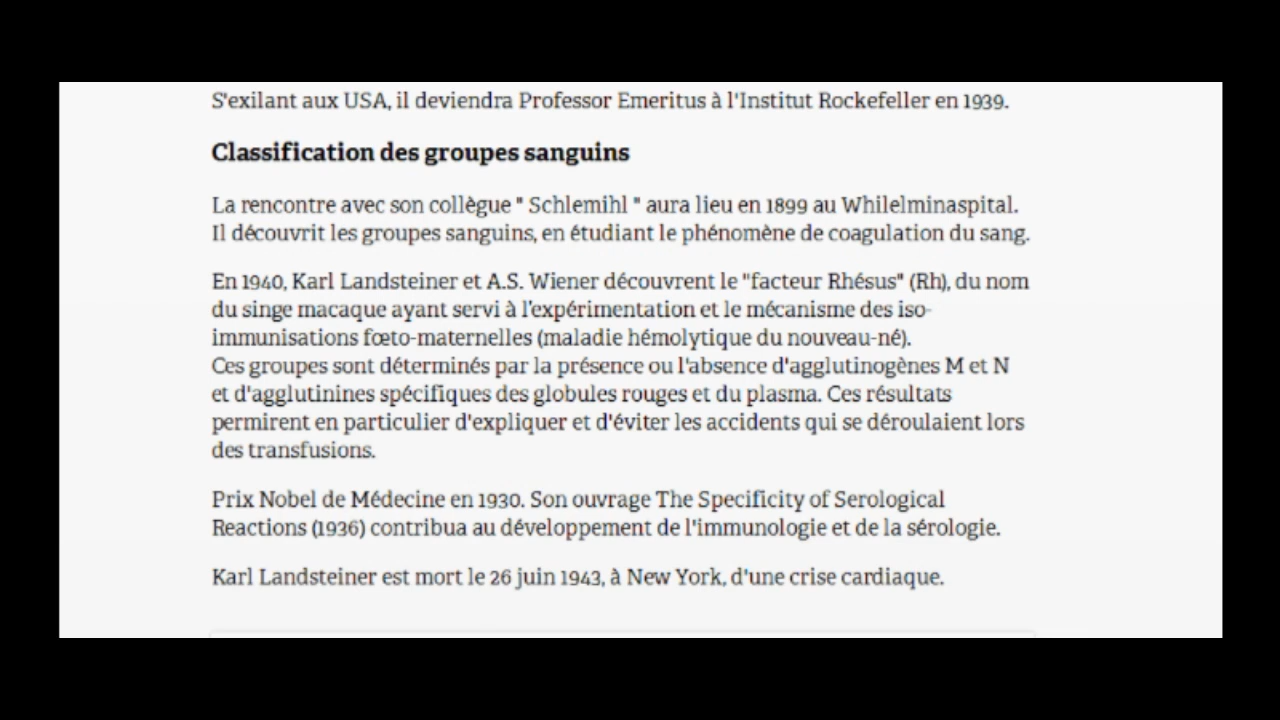 S'exilant aux USA, il deviendra Professor Emeritus à l'Institut Rockefeller en 1939.
Classification des groupes sanguins
La rencontre avec son collègue " Schlemihl " aura lieu en 1899 au Whilelminaspital.
Il découvrit les groupes sanguins, en étudiant le phénomène de coagulation du sang.
En 1940, Karl Landsteiner et A.S. Wiener découvrent le "facteur Rhésus" (Rh), du nom
du singe macaque ayant servi à l'expérimentation et le mécanisme des iso-
immunisations fœto-maternelles (maladie hémolytique du nouveau-né).
Ces groupes sont déterminés par la présence ou l'absence d'agglutinogènes M et N
et d'agglutinines spécifiques des globules rouges et du plasma. Ces résultats
permirent en particulier d'expliquer et d'éviter les accidents qui se déroulaient lors
des transfusions.
Prix Nobel de Médecine en 1930. Son ouvrage The Specificity of Serological
Reactions (1936) contribua au développement de l'immunologie et de la sérologie.
Karl Landsteiner est mort le 26 juin 1943, à New York, d'une crise cardiaque.